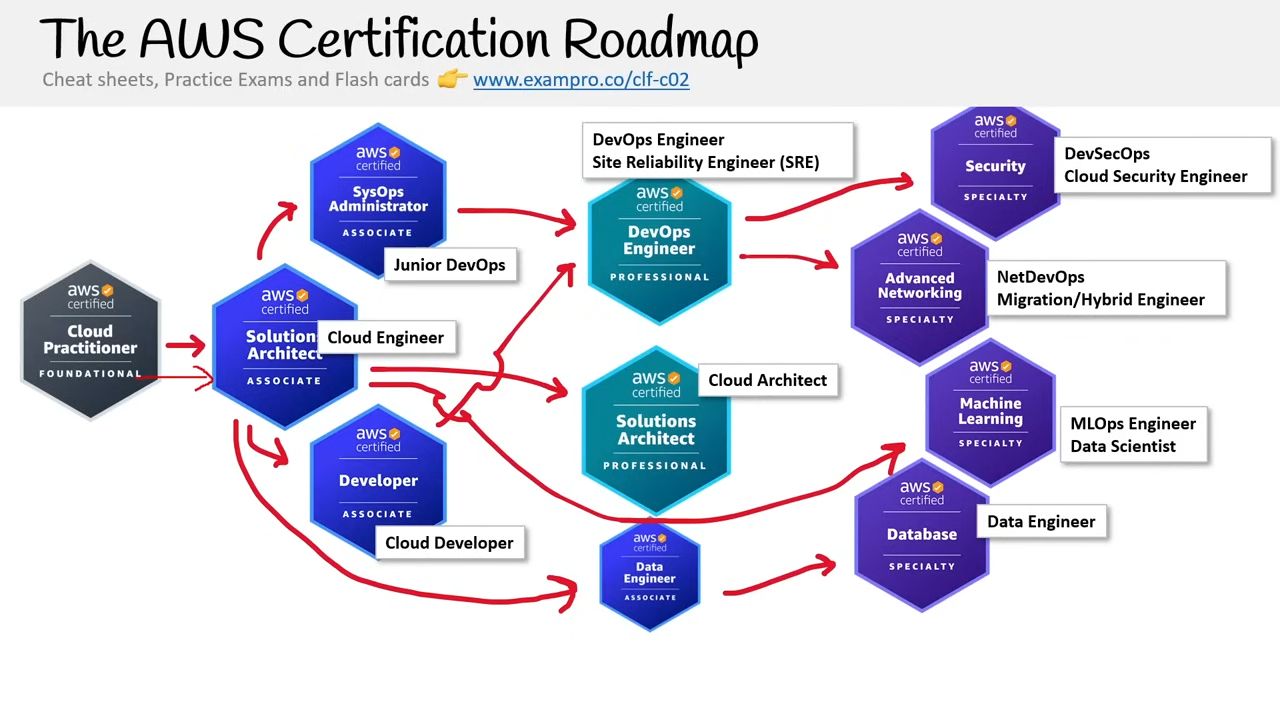 The AWS Certification Roadmap
Cheat sheets, Practice Exams and Flash cards 👉 www.exampro.co/clf-c02
aws
certified
Cloud
Practitioner
FOUNDATIONAL
aws
certified
Solutions
Architect
ASSOCIATE
Cloud Engineer
aws
certified
SysOps
Administrator
ASSOCIATE
Junior DevOps
aws
certified
Developer
ASSOCIATE
Cloud Developer
DevOps Engineer
Site Reliability Engineer (SRE)
aws
certified
DevOps
Engineer
PROFESSIONAL
aws
certified
Solutions
Architect
PROFESSIONAL
Cloud Architect
aws
certified
Data
Engineer
ASSOCIATE
aws
certified
Security
SPECIALTY
DevSecOps
Cloud Security Engineer
aws
certified
Advanced
Networking
SPECIALTY
NetDevOps
Migration/Hybrid Engineer
aws
certified
Machine
Learning
SPECIALTY
MLOps Engineer
Data Scientist
aws
certified
Database
SPECIALTY
Data Engineer